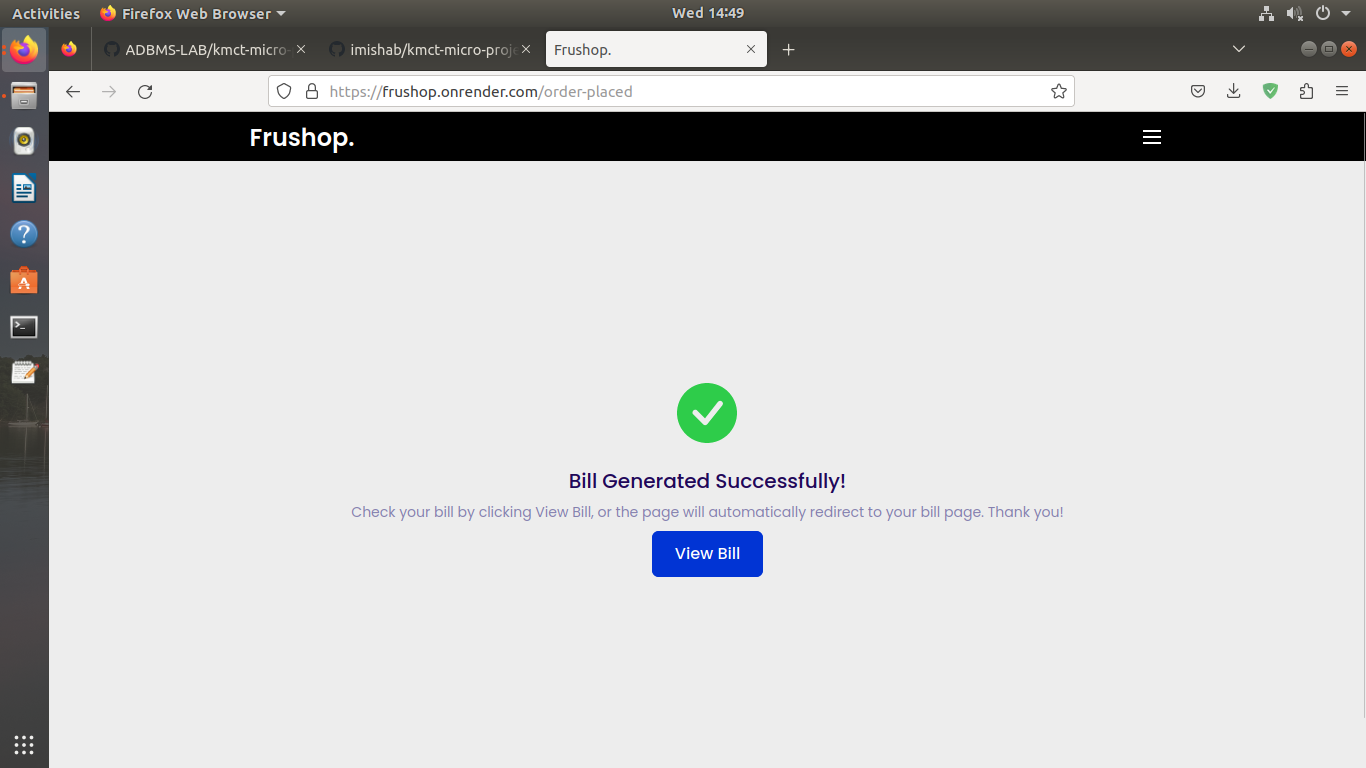 Activities
Firefox Web Browser
Wed 14:49
ADBMS-LAB/kmct-micro-
imishab/kmct-micro-proje
Frushop.
https://frushop.onrender.com/order-placed
Frushop.
Bill Generated Successfully!
Check your bill by clicking View Bill, or the page will automatically redirect to your bill page. Thank you!
View Bill